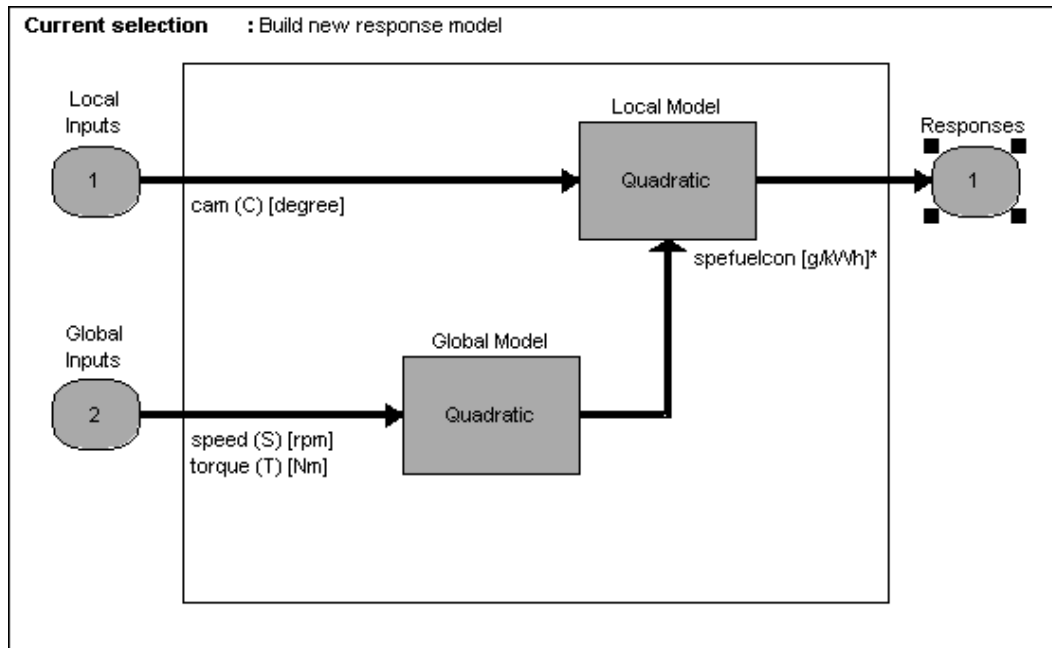 Current selection : Build new response model
Local
Inputs
1
cam (C) [degree]
Local Model
Quadratic
spefuelcon [g/kWh]*
Responses
1
Global
Inputs
2
speed (S) [rpm]
torque (T) [Nm]
Global Model
Quadratic